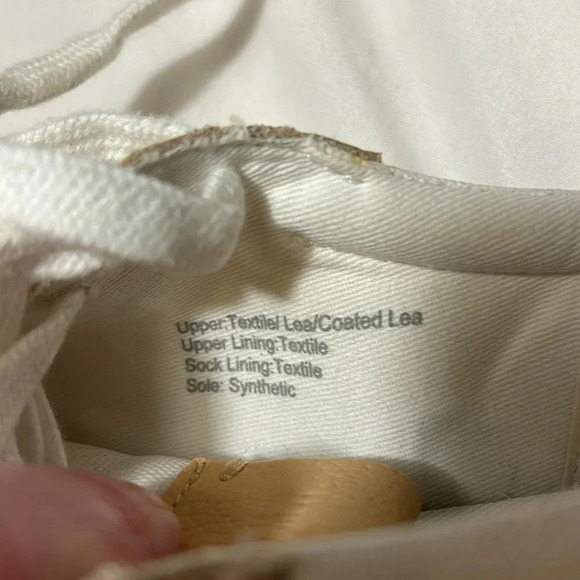 Upper:Textile/ Lea/Coated Lea
Upper Lining:Textile
Sock Lining:Textile
Sole: Synthetic